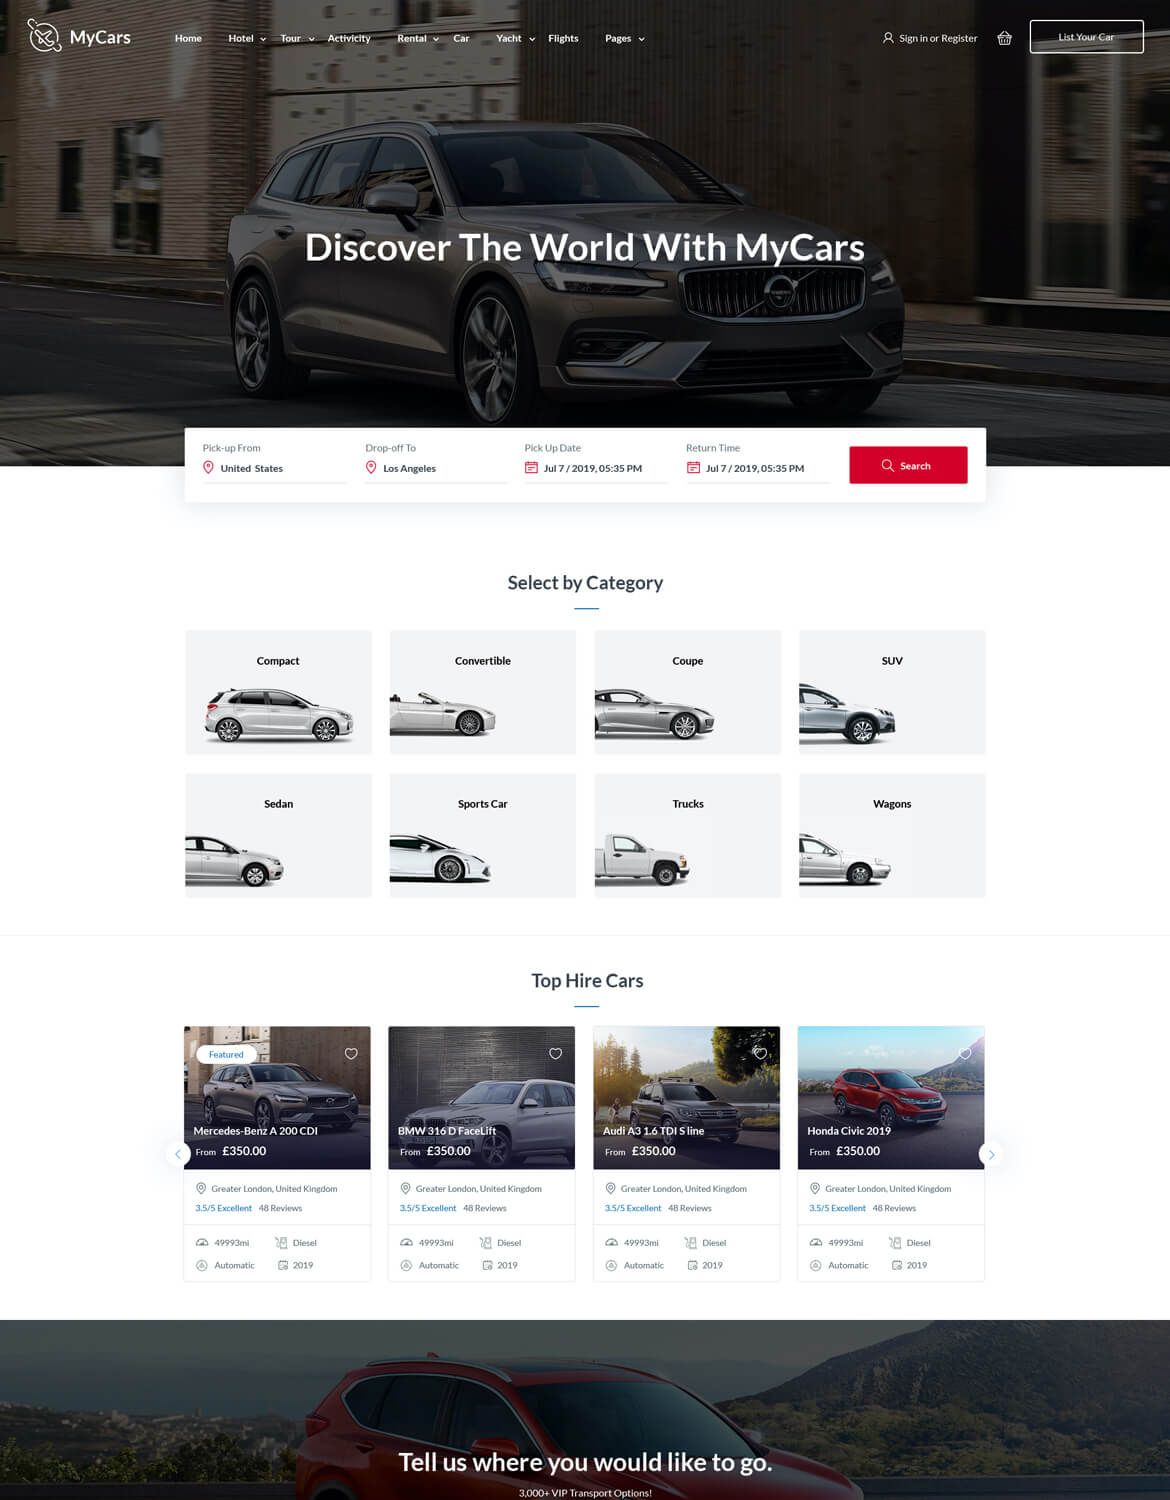 MyCars Home Hotel Tour Activicity Rental Car Yacht Flights Pages Sign in or Register List Your Car
Discover The World With MyCars
Pick-up From Drop-off To Pick Up Date Return Time
United States Los Angeles Jul 7 / 2019, 05:35 PM Jul 7 / 2019, 05:35 PM Search
Select by Category
Compact Convertible Coupe SUV
Sedan Sports Car Trucks Wagons
Top Hire Cars
Featured
Mercedes-Benz A 200 CDI BMW 316 D FaceLift Audi A3 1.6 TDI S line Honda Civic 2019
From £350.00 From £350.00 From £350.00 From £350.00
Greater London, United Kingdom Greater London, United Kingdom Greater London, United Kingdom Greater London, United Kingdom
3.5/5 Excellent 48 Reviews 3.5/5 Excellent 48 Reviews 3.5/5 Excellent 48 Reviews 3.5/5 Excellent 48 Reviews
49993mi Diesel 49993mi Diesel 49993mi Diesel 49993mi Diesel
Automatic 2019 Automatic 2019 Automatic 2019 Automatic 2019
Tell us where you would like to go.
3,000+ VIP Transport Options!